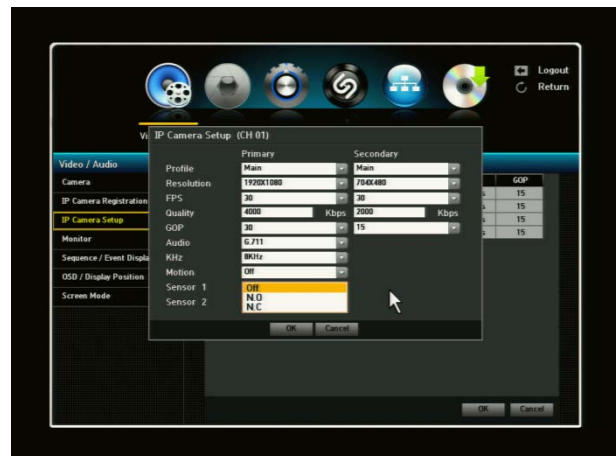 Logout
Return
Vi
IP Camera Setup (CH 01)
Primary Secondary
Video / Audio
Profile Main Main
Camera Resolution 1920X1080 704X480 GOP
IP Camera Registration FPS 30 30 s 15
Quality 4000 Kbps 2000 Kbps s 15
IP Camera Setup GOP 30 15 s 15
Monitor Audio G.711 s 15
Sequence / Event Displa KHz 8KHz
OSD / Display Position Motion Off
Screen Mode Sensor 1 Off
Sensor 2 N.O
N.C
OK Cancel
OK Cancel